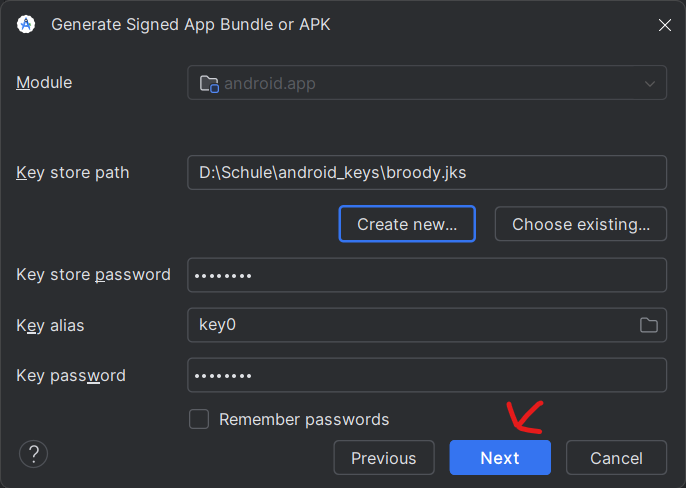 Generate Signed App Bundle or APK
Module
android.app
Key store path
D:\Schule\android_keys\broody.jks
Create new...
Choose existing...
Key store password
••••••••
Key alias
key0
Key password
••••••••
Remember passwords
?
Previous
Next
Cancel